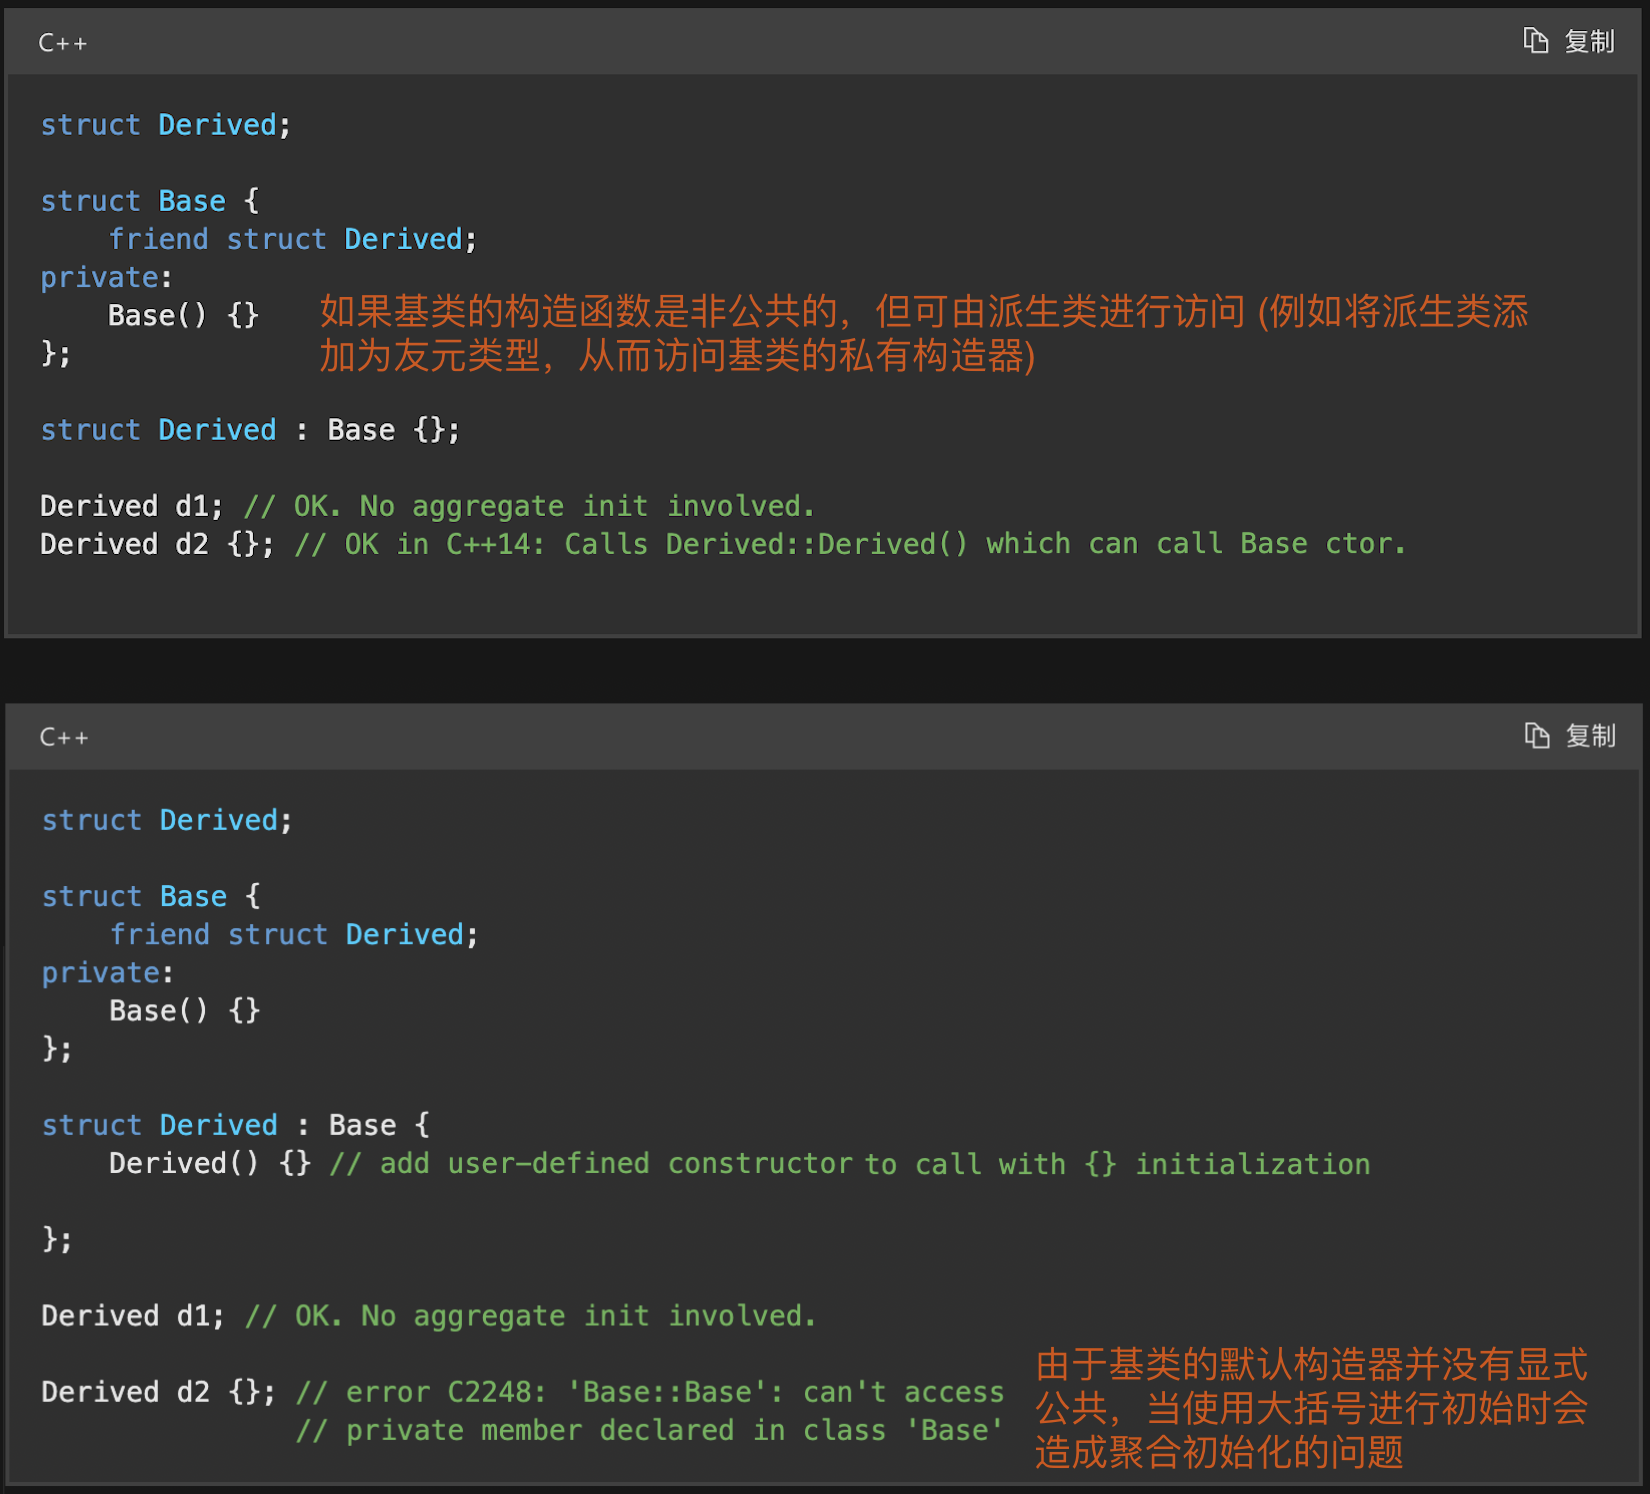 C++ 复制
struct Derived;
struct Base {
    friend struct Derived;
private:
    Base() {} 如果基类的构造函数是非公共的，但可由派生类进行访问 (例如将派生类添
}; 加为友元类型，从而访问基类的私有构造器)
struct Derived : Base {};
Derived d1; // OK. No aggregate init involved.
Derived d2 {}; // OK in C++14: Calls Derived::Derived() which can call Base ctor.
C++ 复制
struct Derived;
struct Base {
    friend struct Derived;
private:
    Base() {}
};
struct Derived : Base {
    Derived() {} // add user-defined constructor to call with {} initialization
};
Derived d1; // OK. No aggregate init involved.
Derived d2 {}; // error C2248: 'Base::Base': can't access
               // private member declared in class 'Base'
由于基类的默认构造器并没有显式
公共，当使用大括号进行初始时会
造成聚合初始化的问题